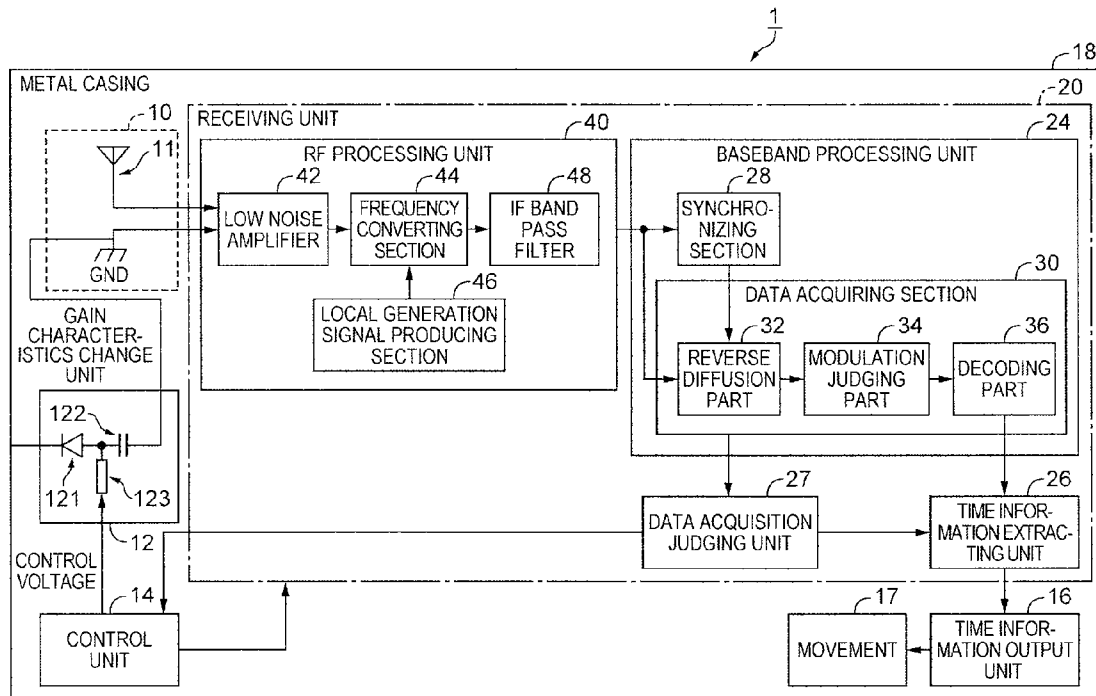 1
18
METAL CASING
20
10
RECEIVING UNIT
40
24
11
RF PROCESSING UNIT
BASEBAND PROCESSING UNIT
42
44
48
28
LOW NOISE
AMPLIFIER
FREQUENCY
CONVERTING
SECTION
IF BAND
PASS
FILTER
SYNCHRO-
NIZING
SECTION
GND
46
30
LOCAL GENERATION
SIGNAL PRODUCING
SECTION
DATA ACQUIRING SECTION
GAIN
CHARACTER-
ISTICS CHANGE
UNIT
32
34
36
REVERSE
DIFFUSION
PART
MODULATION
JUDGING
PART
DECODING
PART
122
121
123
12
27
26
DATA ACQUISITION
JUDGING UNIT
TIME INFOR-
MATION EXTRAC-
TING UNIT
CONTROL
VOLTAGE
14
17
16
CONTROL
UNIT
MOVEMENT
TIME INFOR-
MATION OUTPUT
UNIT